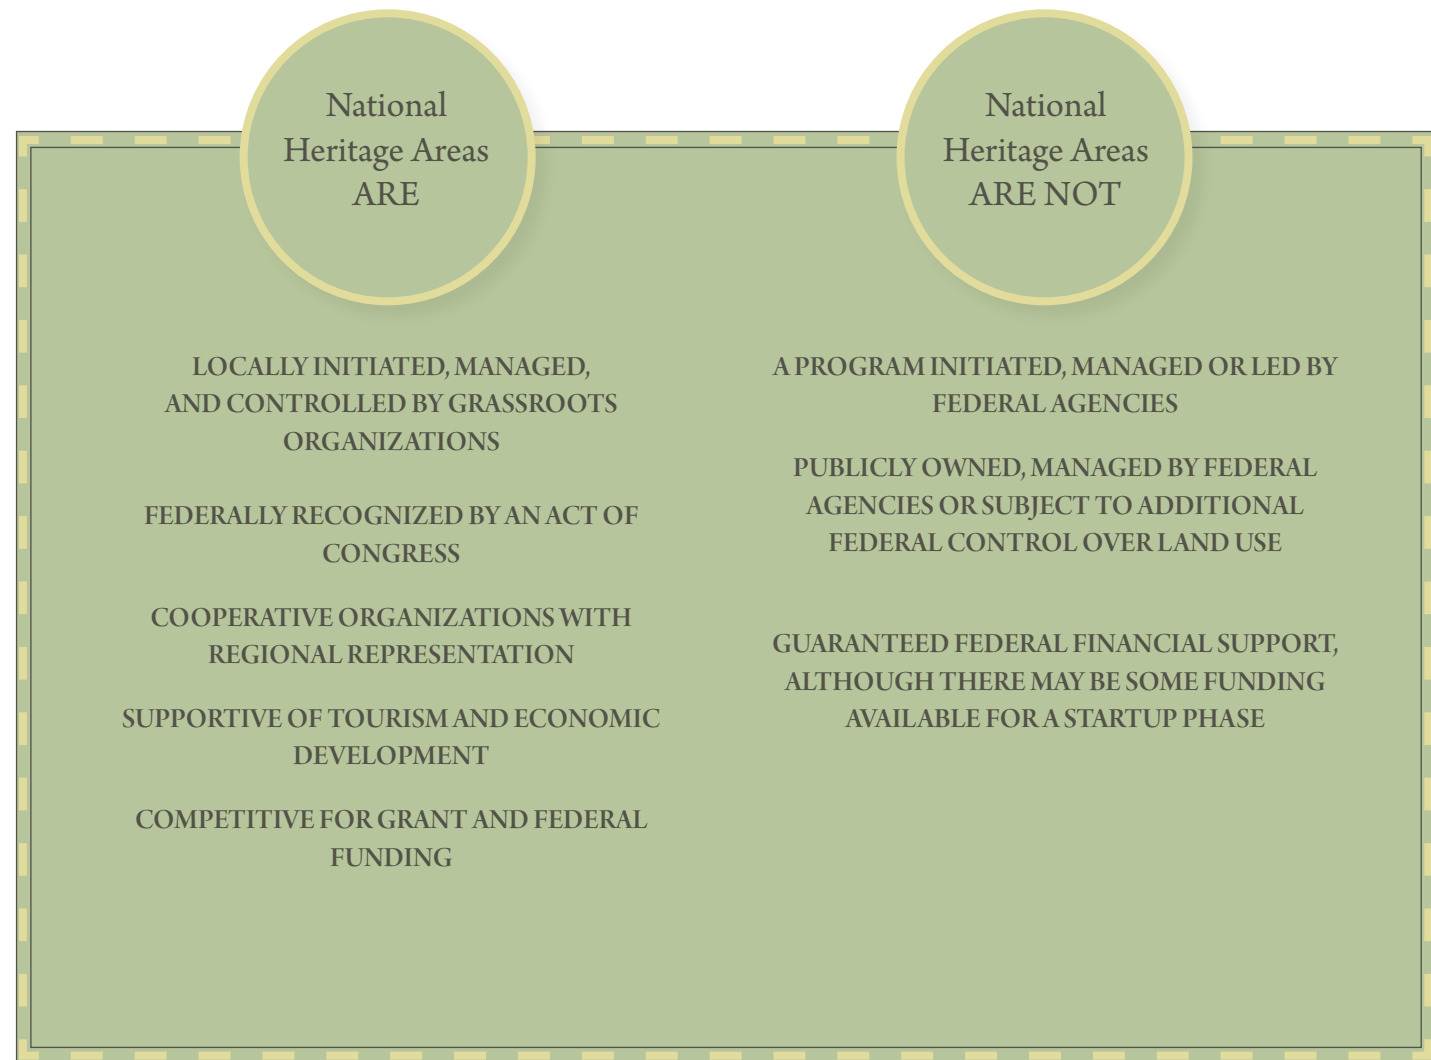 National
Heritage Areas
ARE
LOCALLY INITIATED, MANAGED,
AND CONTROLLED BY GRASSROOTS
ORGANIZATIONS
FEDERALLY RECOGNIZED BY AN ACT OF
CONGRESS
COOPERATIVE ORGANIZATIONS WITH
REGIONAL REPRESENTATION
SUPPORTIVE OF TOURISM AND ECONOMIC
DEVELOPMENT
COMPETITIVE FOR GRANT AND FEDERAL
FUNDING
National
Heritage Areas
ARE NOT
A PROGRAM INITIATED, MANAGED OR LED BY
FEDERAL AGENCIES
PUBLICLY OWNED, MANAGED BY FEDERAL
AGENCIES OR SUBJECT TO ADDITIONAL
FEDERAL CONTROL OVER LAND USE
GUARANTEED FEDERAL FINANCIAL SUPPORT,
ALTHOUGH THERE MAY BE SOME FUNDING
AVAILABLE FOR A STARTUP PHASE